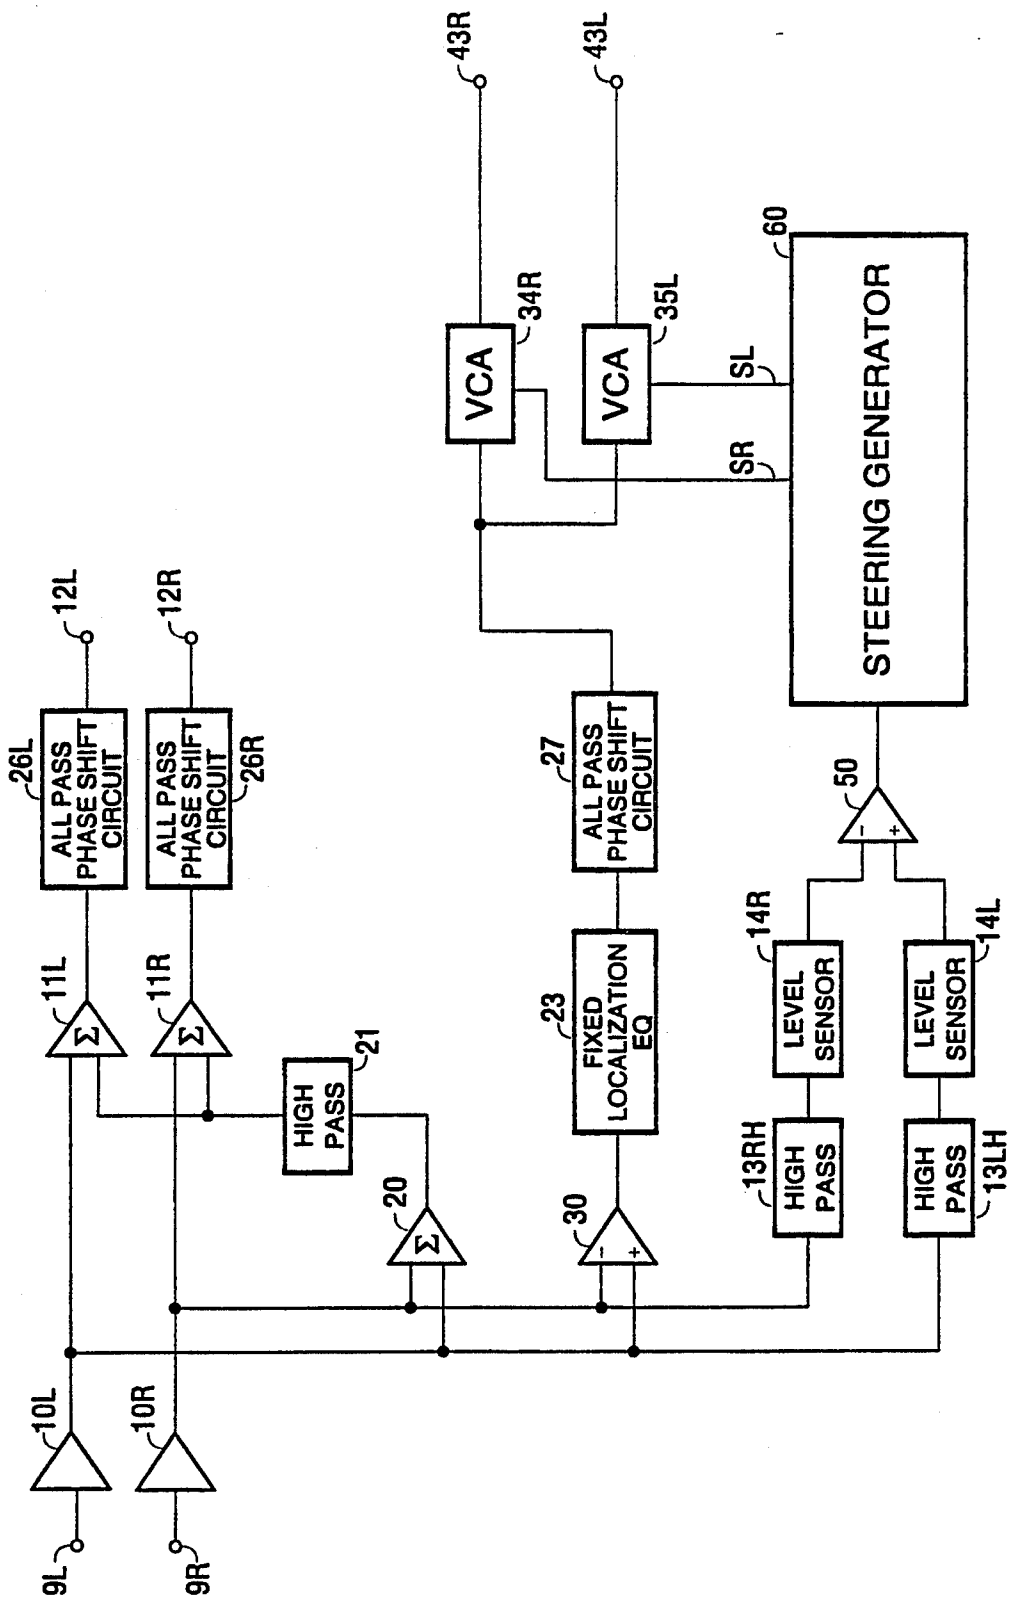 9L
10L
11L
Σ
26L
ALL PASS
PHASE SHIFT
CIRCUIT
12L
9R
10R
11R
Σ
26R
ALL PASS
PHASE SHIFT
CIRCUIT
12R
21
HIGH
PASS
20
Σ
30
−
+
23
FIXED
LOCALIZATION
EQ
27
ALL PASS
PHASE SHIFT
CIRCUIT
VCA
34R
43R
VCA
35L
43L
SR
SL
13RH
HIGH
PASS
14R
LEVEL
SENSOR
HIGH
PASS
13LH
LEVEL
SENSOR
14L
50
−
+
60
STEERING GENERATOR